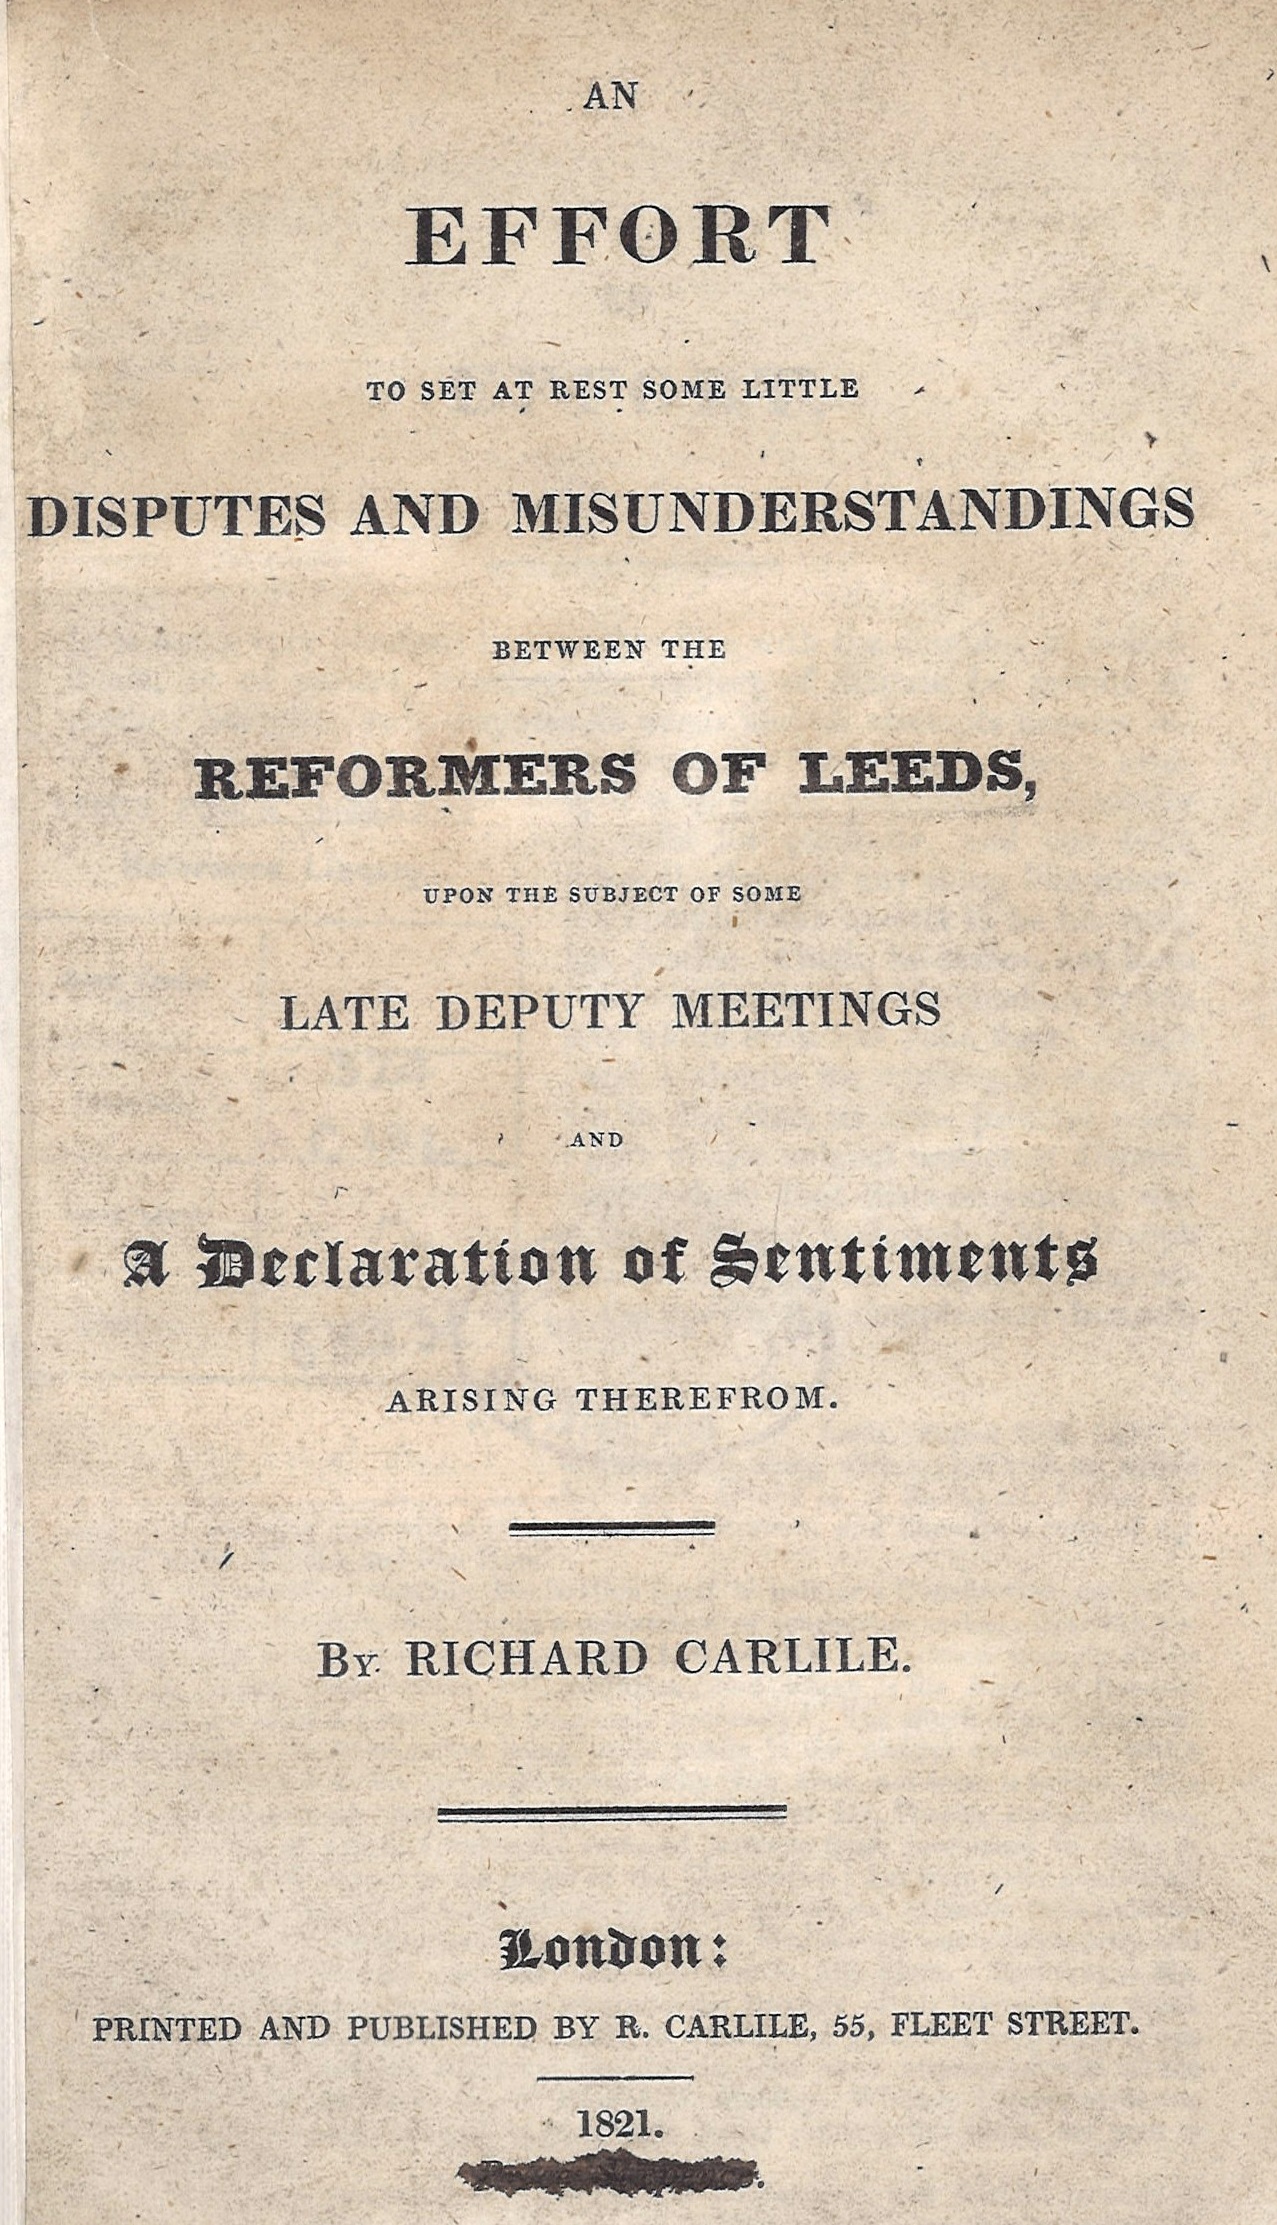 AN
EFFORT
TO SET AT REST SOME LITTLE
DISPUTES AND MISUNDERSTANDINGS
BETWEEN THE
REFORMERS OF LEEDS,
UPON THE SUBJECT OF SOME
LATE DEPUTY MEETINGS
AND
A Declaration of Sentiments
ARISING THEREFROM.
By RICHARD CARLILE.
London:
PRINTED AND PUBLISHED BY R. CARLILE, 55, FLEET STREET.
1821.